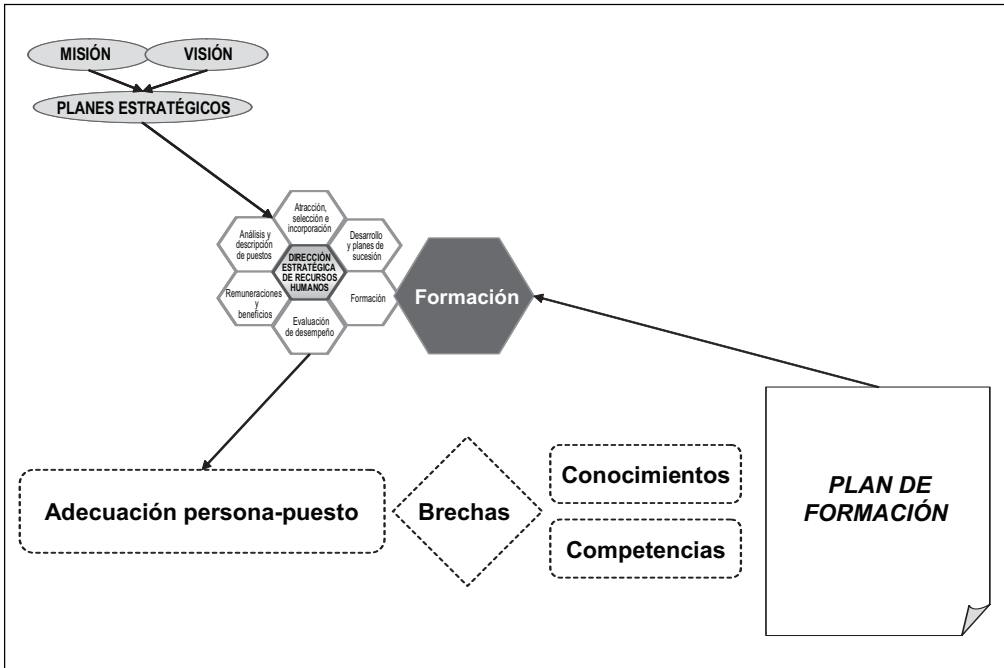 MISIÓN
VISIÓN
PLANES ESTRATÉGICOS
Atracción,
selección e
incorporación
Análisis y
descripción
de puestos
Desarrollo
y planes de
sucesión
DIRECCIÓN
ESTRATÉGICA
DE RECURSOS
HUMANOS
Remuneraciones
y
beneficios
Formación
Evaluación
de desempeño
Formación
Adecuación persona-puesto
Brechas
Conocimientos
Competencias
PLAN DE
FORMACIÓN